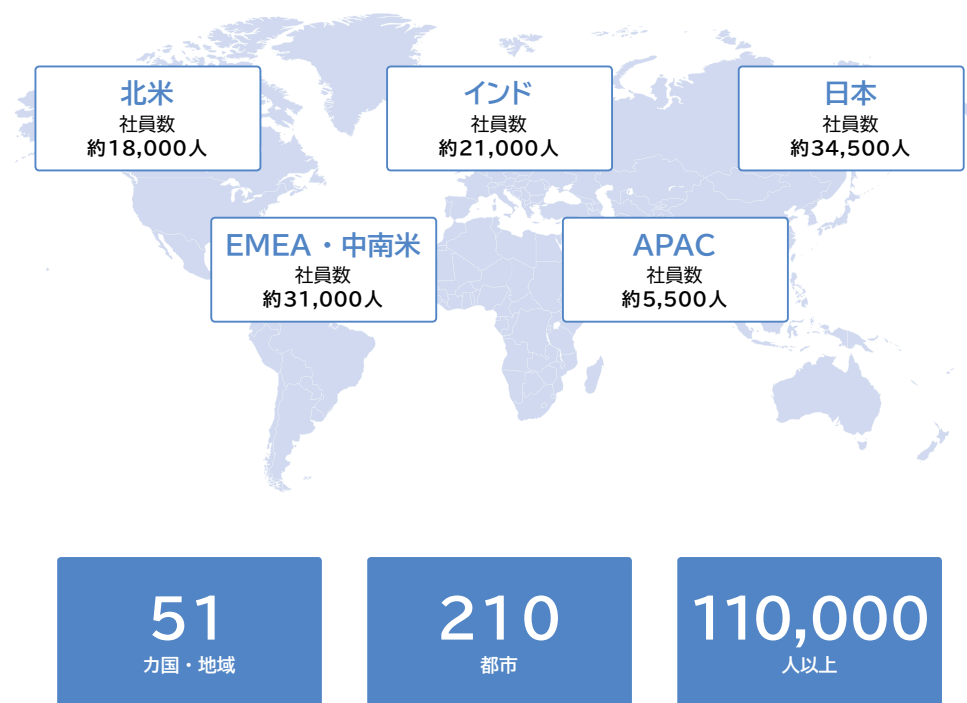 北米
社員数
約18,000人
インド
社員数
約21,000人
日本
社員数
約34,500人
EMEA・中南米
社員数
約31,000人
APAC
社員数
約5,500人
51
カ国・地域
210
都市
110,000
人以上